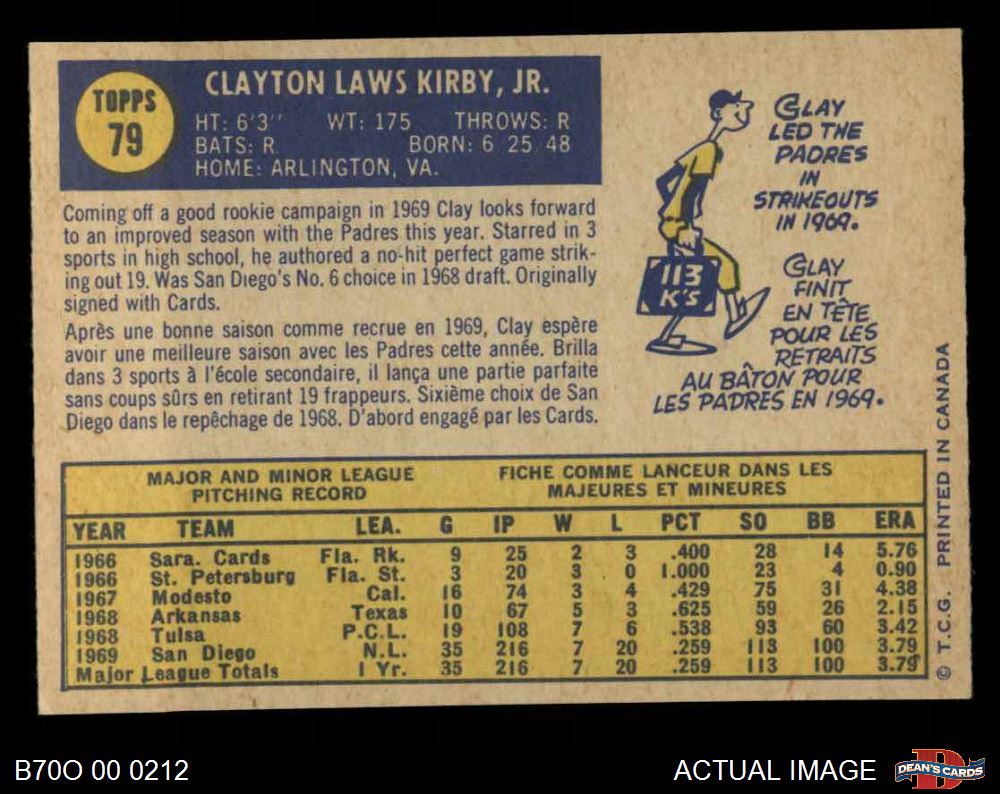 TOPPS
79
CLAYTON LAWS KIRBY, JR.
HT: 6'3" WT: 175 THROWS: R
BATS: R BORN: 6 25 48
HOME: ARLINGTON, VA.
Coming off a good rookie campaign in 1969 Clay looks forward
to an improved season with the Padres this year. Starred in 3
sports in high school, he authored a no-hit perfect game strik-
ing out 19. Was San Diego's No. 6 choice in 1968 draft. Originally
signed with Cards.
Après une bonne saison comme recrue en 1969, Clay espère
avoir une meilleure saison avec les Padres cette année. Brilla
dans 3 sports à l'école secondaire, il lança une partie parfaite
sans coups sûrs en retirant 19 frappeurs. Sixième choix de San
Diego dans le repêchage de 1968. D'abord engagé par les Cards.
CLAY
LED THE
PADRES
IN
STRIKEOUTS
IN 1969.
113
K'S
CLAY
FINIT
EN TÊTE
POUR LES
RETRAITS
AU BÂTON POUR
LES PADRES EN 1969.
MAJOR AND MINOR LEAGUE
PITCHING RECORD
FICHE COMME LANCEUR DANS LES
MAJEURES ET MINEURES
YEAR TEAM LEA. G IP W L PCT SO BB ERA
1966 Sara. Cards Fla. Rk. 9 25 2 3 .400 28 14 5.76
1966 St. Petersburg Fla. St. 3 20 3 0 1.000 23 4 0.90
1967 Modesto Cal. 16 74 3 4 .429 75 31 4.38
1968 Arkansas Texas 10 67 5 3 .625 59 26 2.15
1968 Tulsa P.C.L. 19 108 7 6 .538 93 60 3.42
1969 San Diego N.L. 35 216 7 20 .259 113 100 3.79
Major League Totals 1 Yr. 35 216 7 20 .259 113 100 3.79
© T.C.G. PRINTED IN CANADA
B70O 00 0212
ACTUAL IMAGE
DEAN'S CARDS